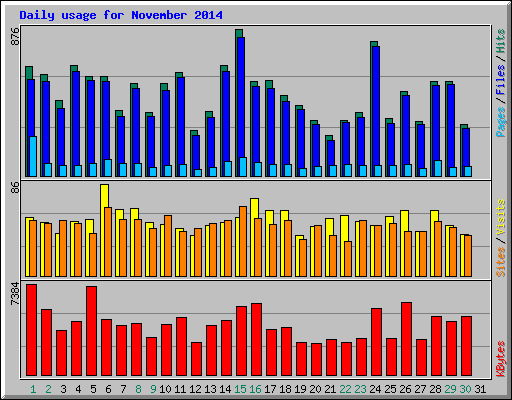 Daily usage for November 2014
876
Pages / Files / Hits
86
Sites / Visits
7384
KBytes
1 2 3 4 5 6 7 8 9 10 11 12 13 14 15 16 17 18 19 20 21 22 23 24 25 26 27 28 29 30 31